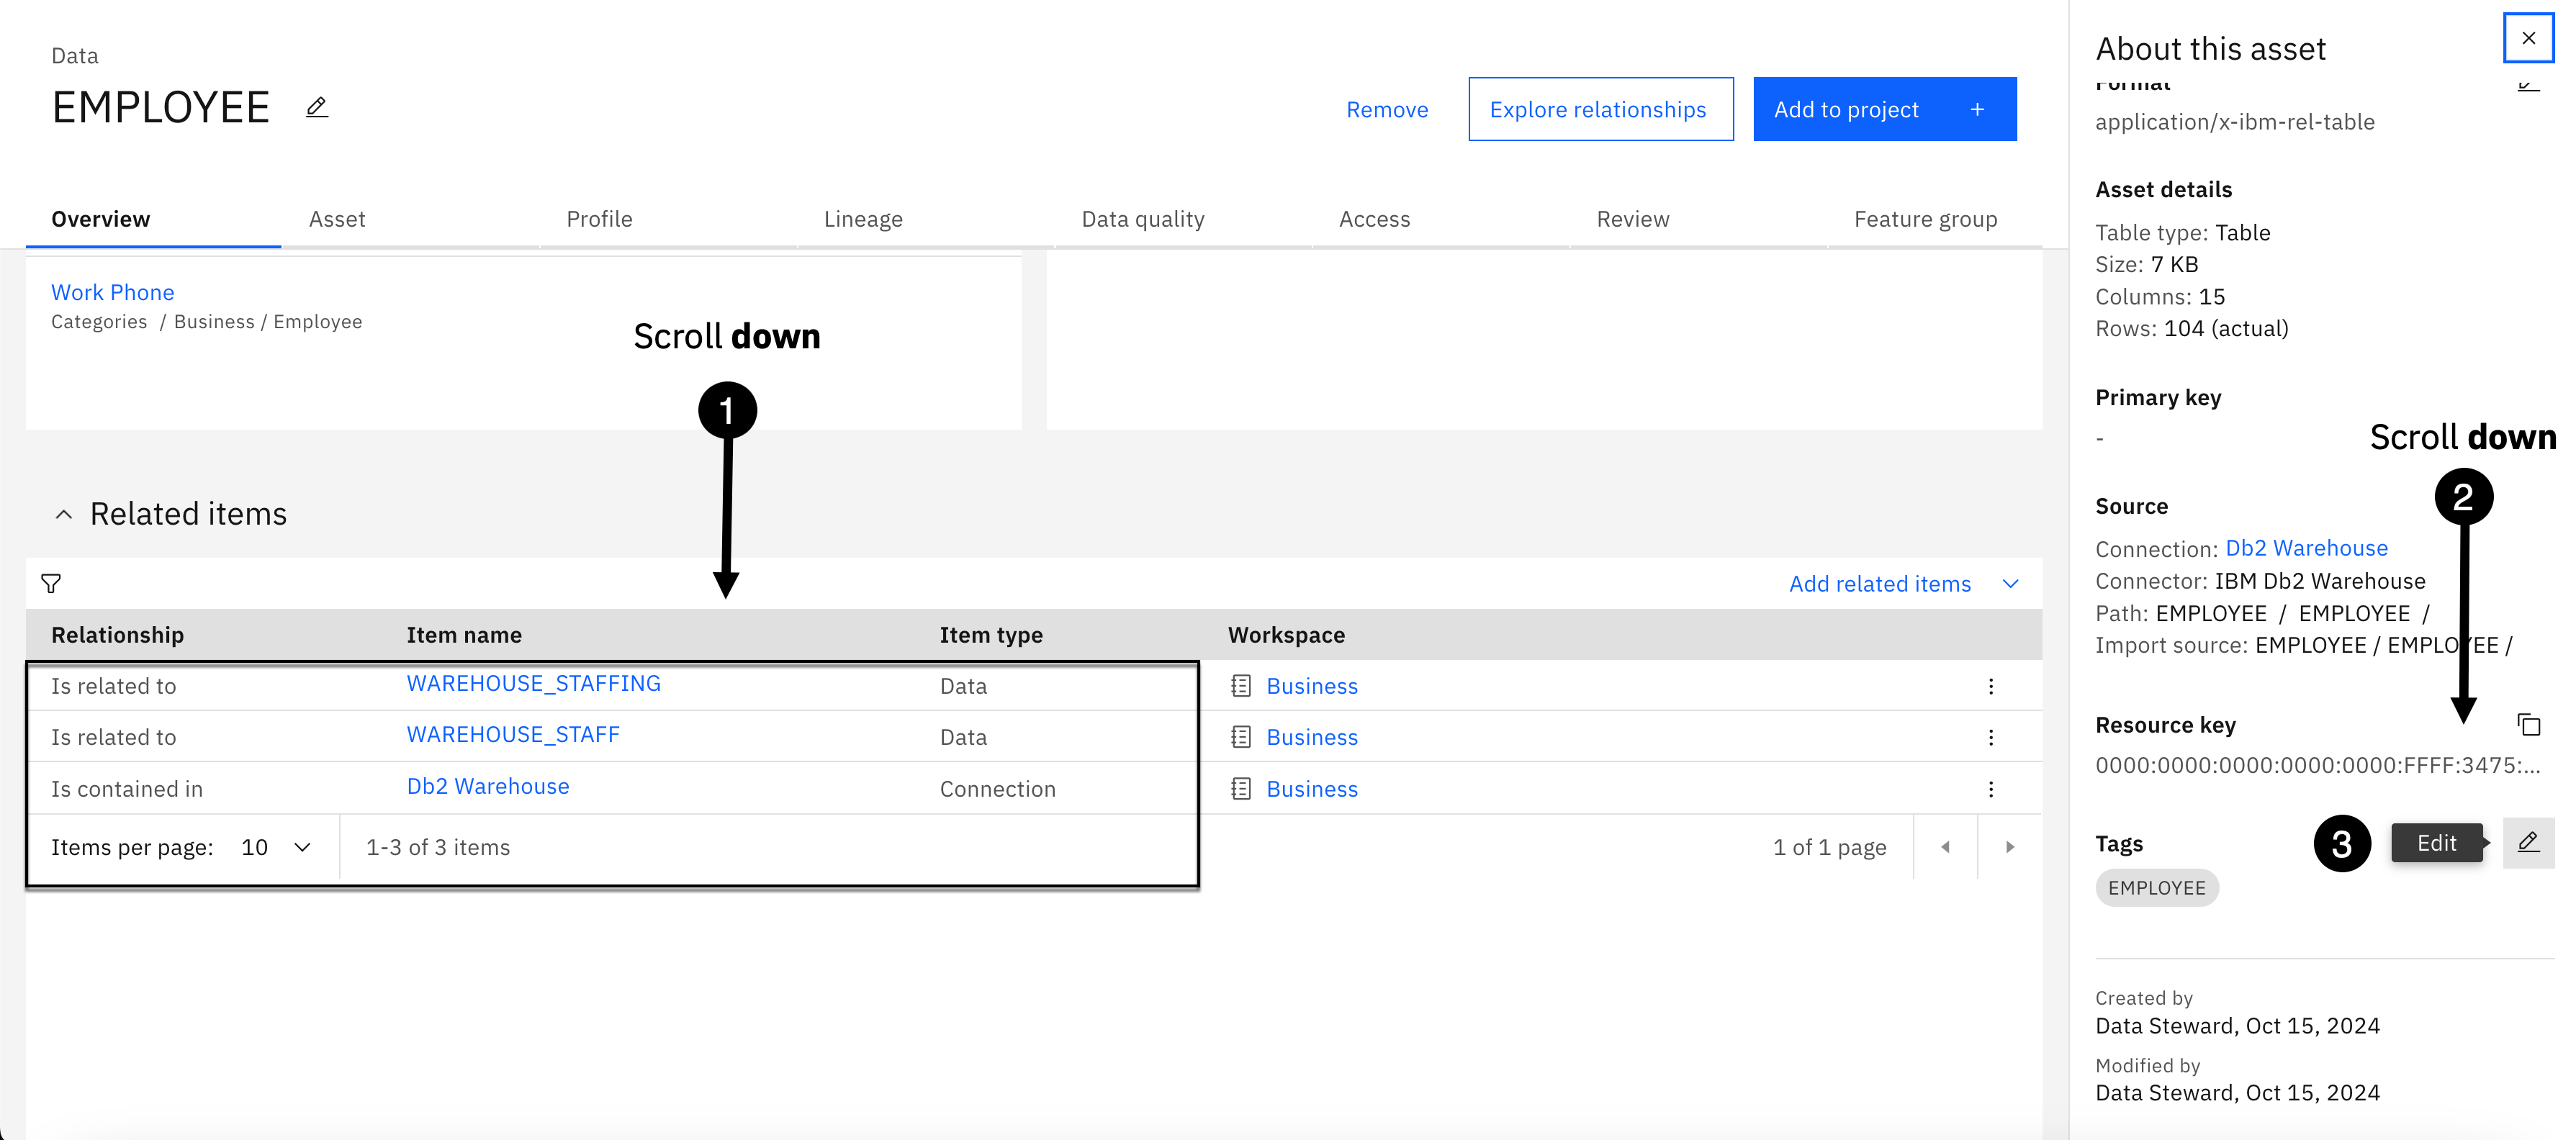 Data
EMPLOYEE
Remove
Explore relationships
Add to project +
Overview
Asset
Profile
Lineage
Data quality
Access
Review
Feature group
Work Phone
Categories / Business / Employee
Scroll down
1
Related items
Add related items
Relationship Item name Item type Workspace
Is related to WAREHOUSE_STAFFING Data Business
Is related to WAREHOUSE_STAFF Data Business
Is contained in Db2 Warehouse Connection Business
Items per page: 10 1-3 of 3 items 1 of 1 page
About this asset
Format
application/x-ibm-rel-table
Asset details
Table type: Table
Size: 7 KB
Columns: 15
Rows: 104 (actual)
Primary key
-
Scroll down
2
Source
Connection: Db2 Warehouse
Connector: IBM Db2 Warehouse
Path: EMPLOYEE / EMPLOYEE /
Import source: EMPLOYEE / EMPLOYEE /
Resource key
0000:0000:0000:0000:0000:FFFF:3475:...
Tags
3
Edit
EMPLOYEE
Created by
Data Steward, Oct 15, 2024
Modified by
Data Steward, Oct 15, 2024